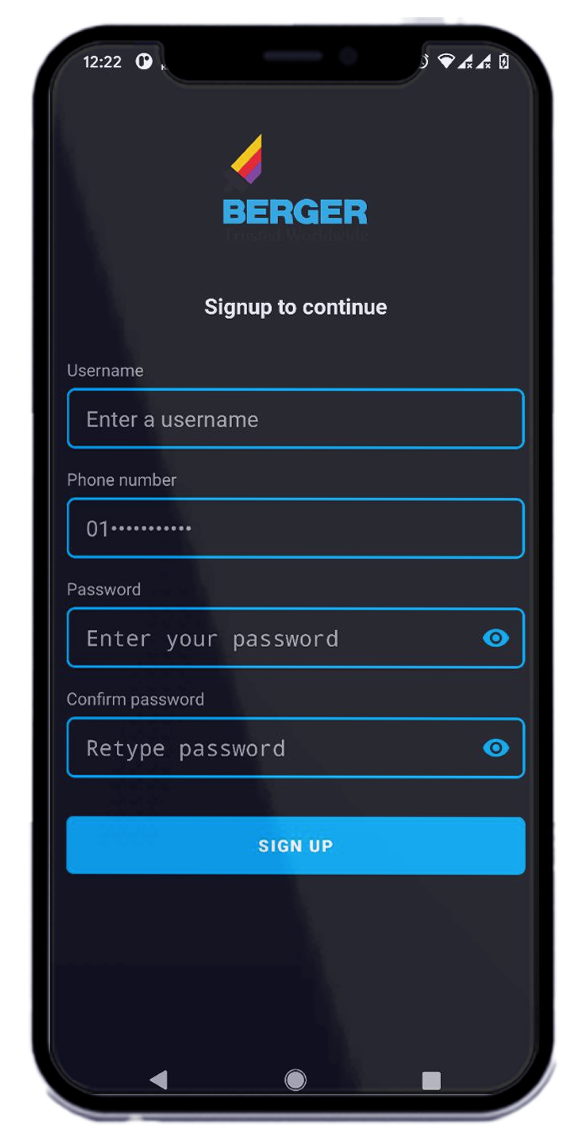 12:22
BERGER
Trusted Worldwide
Signup to continue
Username
Enter a username
Phone number
01•••••••••••
Password
Enter your password
Confirm password
Retype password
SIGN UP